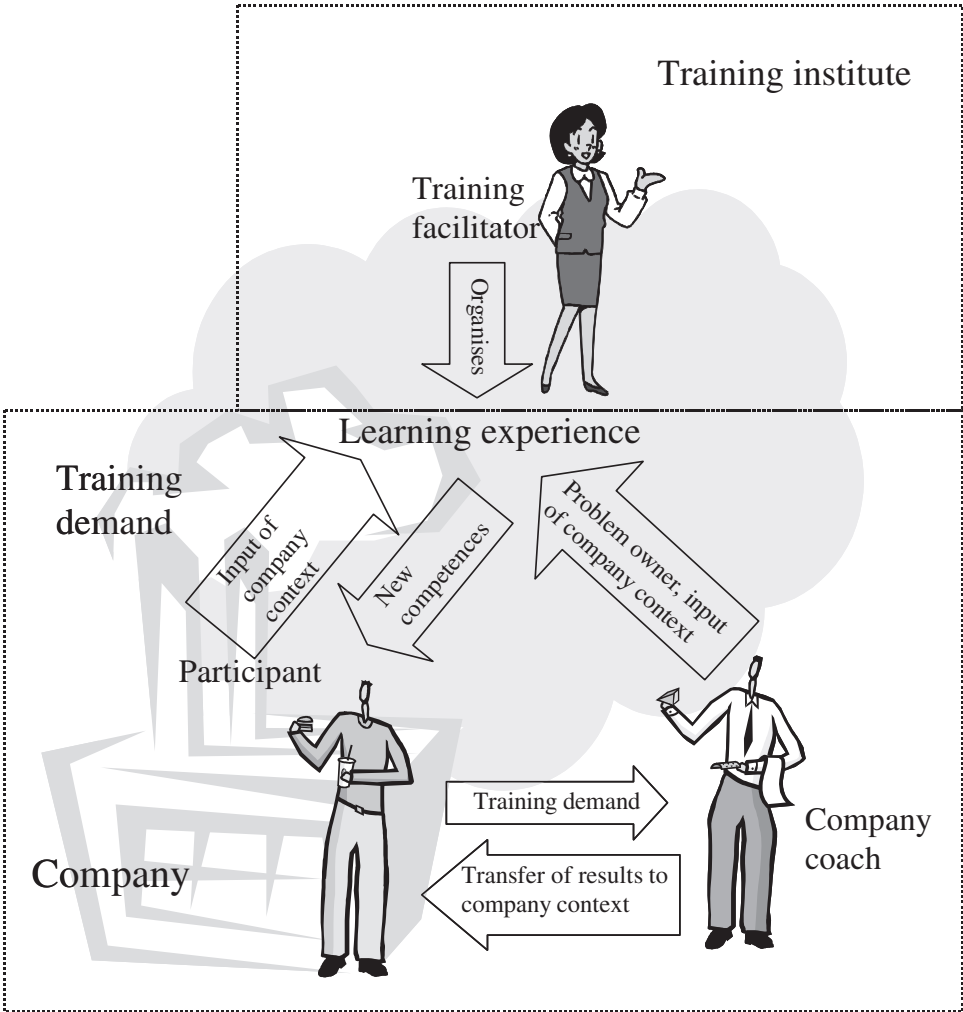 Training institute
Training
facilitator
Organises
Learning experience
Training
demand
Input of
company
context
New
competences
Problem owner, input
of company context
Participant
Training demand
Transfer of results to
company context
Company
coach
Company